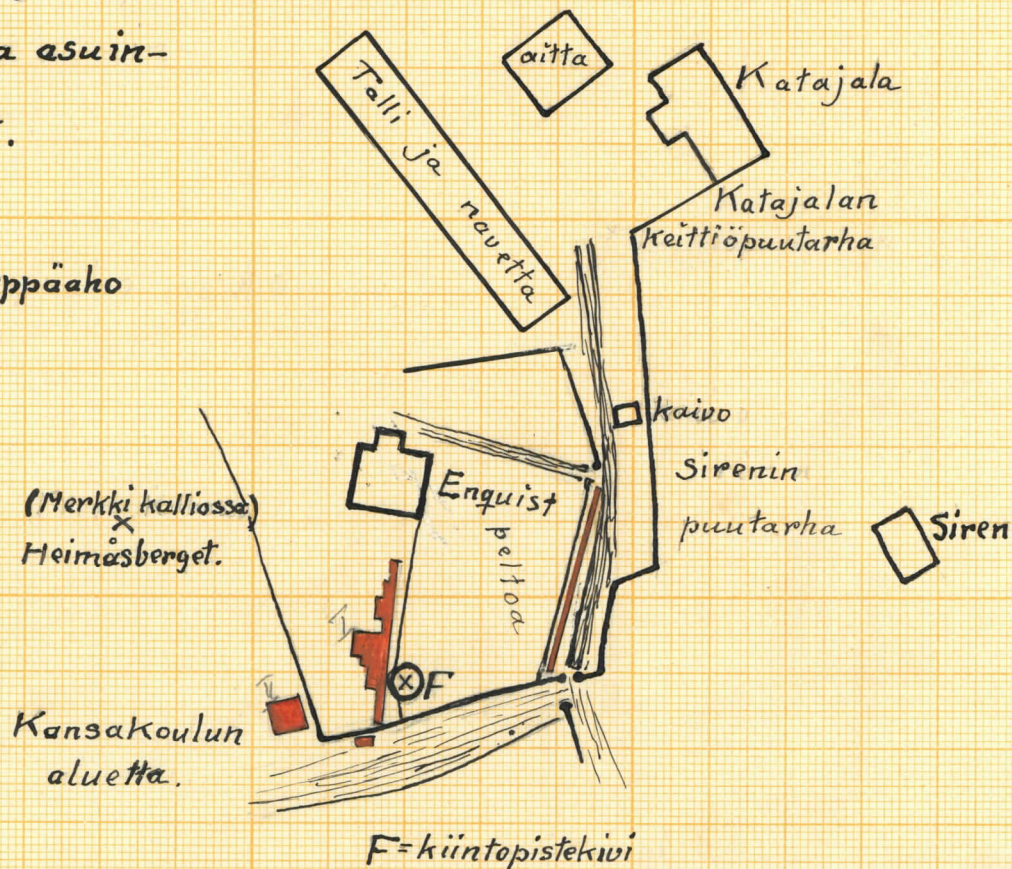 a asuin-
ppäaho
aitta
Talli ja navetta
Katajala
Katajalan
keittiöpuutarha
kaivo
Sirenin
puutarha
Siren
Enquist
peltoa
(Merkki kalliossa)
x
Heimåsberget.
I
II
F
Kansakoulun
aluetta.
F=kiintopistekivi